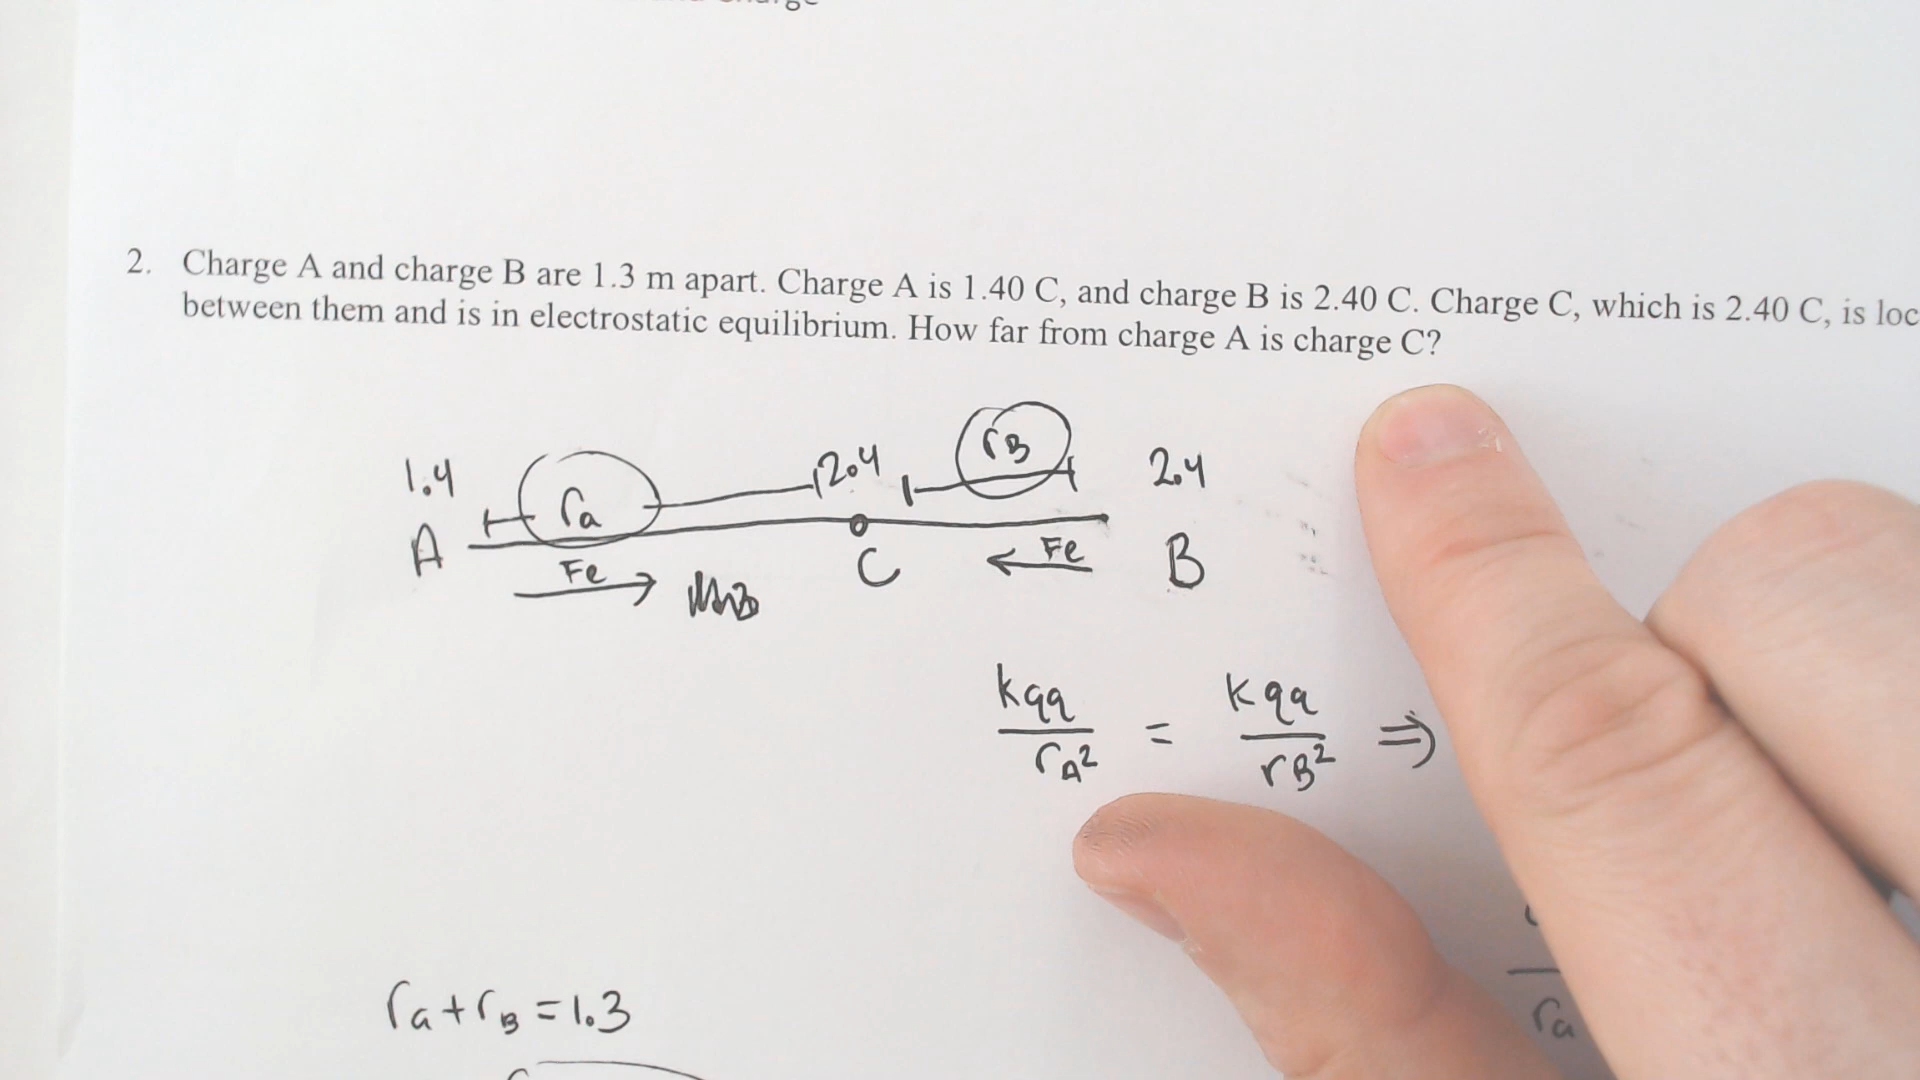 2. Charge A and charge B are 1.3 m apart. Charge A is 1.40 C, and charge B is 2.40 C. Charge C, which is 2.40 C, is loc
between them and is in electrostatic equilibrium. How far from charge A is charge C?
1.4 ra 2.4 rB 2.4
A C B
Fe Fe
kqq / rA² = kqq / rB² ⇒
ra
ra + rB = 1.3